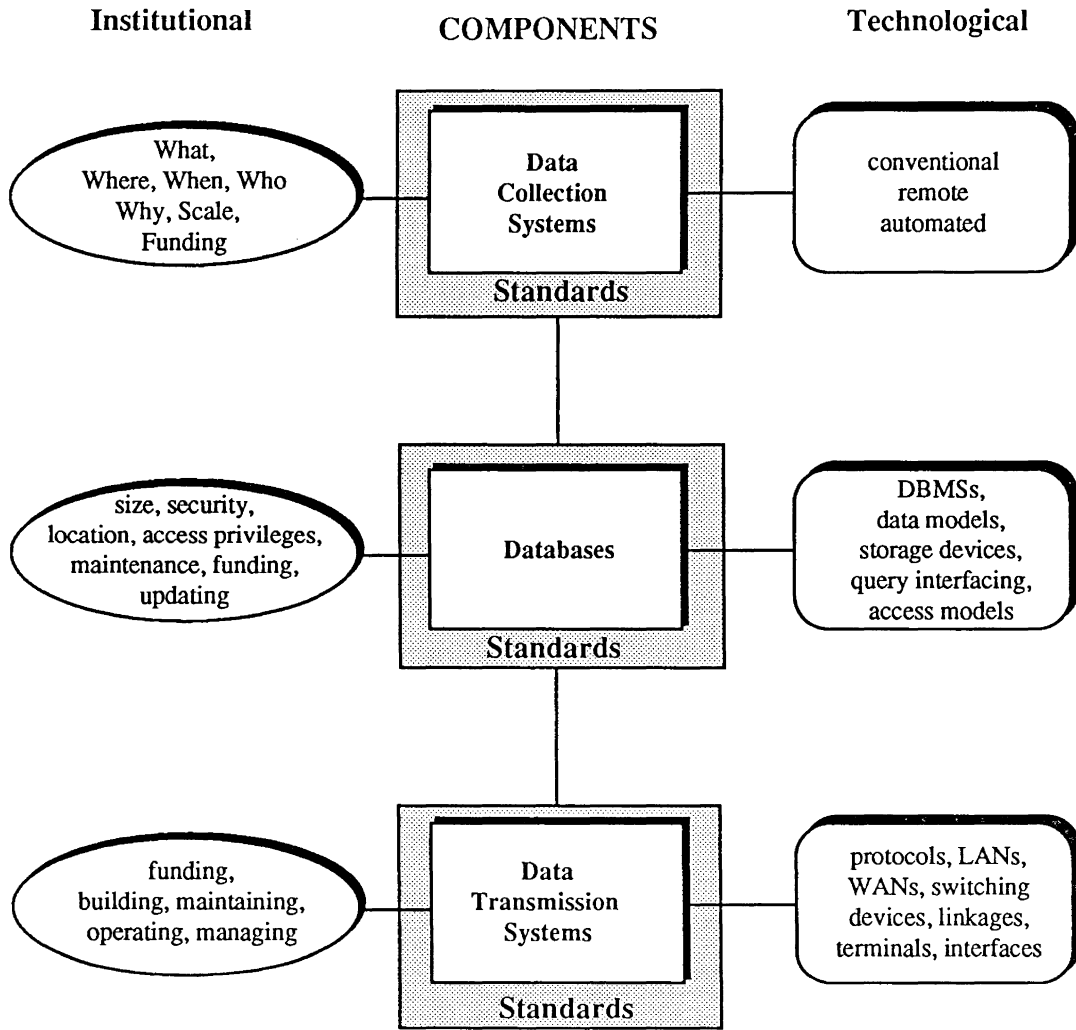 Institutional
COMPONENTS
Technological
What,
Where, When, Who
Why, Scale,
Funding
Data
Collection
Systems
Standards
conventional
remote
automated
size, security,
location, access privileges,
maintenance, funding,
updating
Databases
Standards
DBMSs,
data models,
storage devices,
query interfacing,
access models
funding,
building, maintaining,
operating, managing
Data
Transmission
Systems
Standards
protocols, LANs,
WANs, switching
devices, linkages,
terminals, interfaces